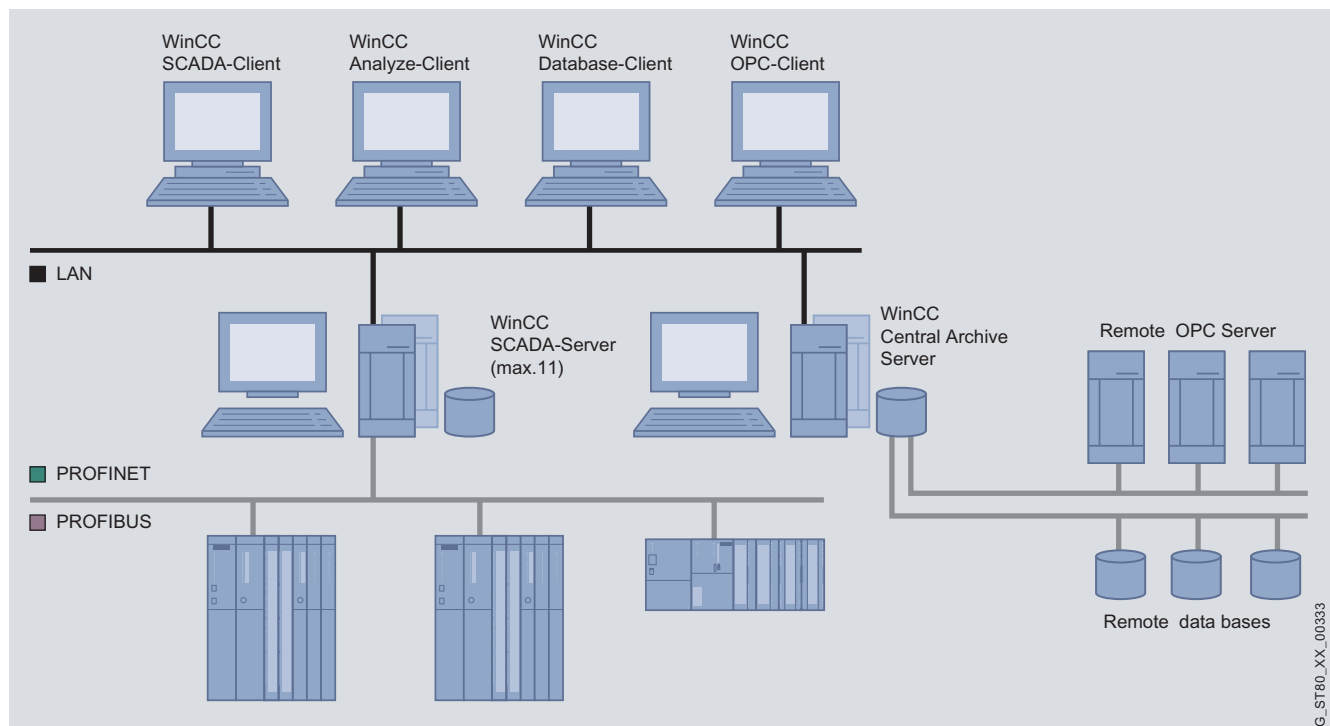 WinCC
SCADA-Client
WinCC
Analyze-Client
WinCC
Database-Client
WinCC
OPC-Client
LAN
WinCC
SCADA-Server
(max.11)
WinCC
Central Archive
Server
Remote OPC Server
PROFINET
PROFIBUS
Remote data bases
G_ST80_XX_00333